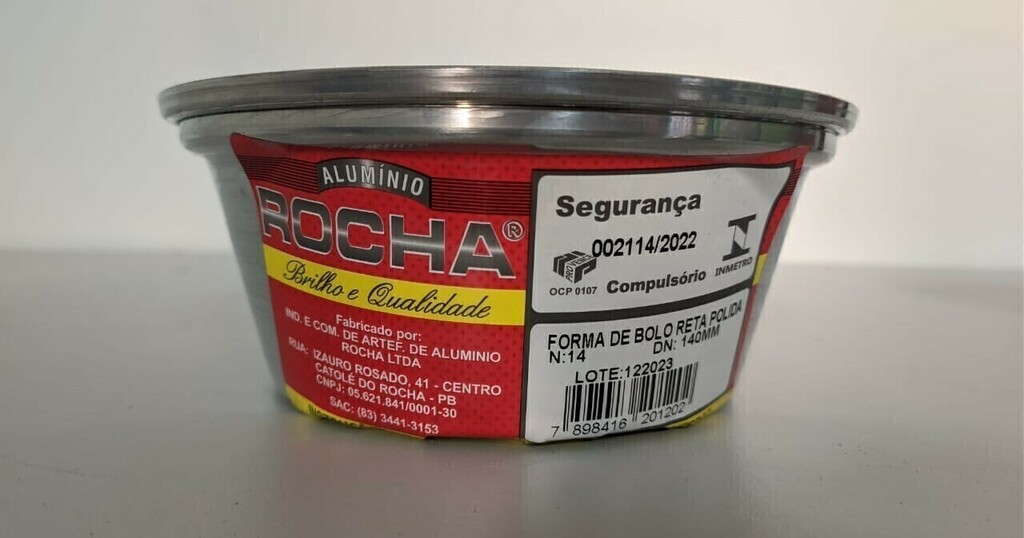 ALUMÍNIO
ROCHA®
Brilho e Qualidade
Fabricado por:
IND. E COM. DE ARTEF. DE ALUMINIO
ROCHA LTDA
RUA: IZAURO ROSADO, 41 - CENTRO
CATOLÉ DO ROCHA - PB
CNPJ: 05.621.841/0001-30
SAC: (83) 3441-3153
Segurança
002114/2022
OCP 0107
Compulsório
INMETRO
FORMA DE BOLO RETA POLIDA
N:14 DN: 140MM
LOTE:122023
7 898416 201202